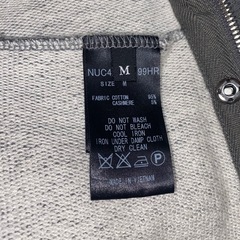 NUC4 M 99HR
SIZE M
FABRIC COTTON 95%
CASHMERE 5%
DO NOT WASH
DO NOT BLEACH
COOL IRON
IRON UNDER DAMP CLOTH
DRY CLEAN
MADE IN VIETNAM